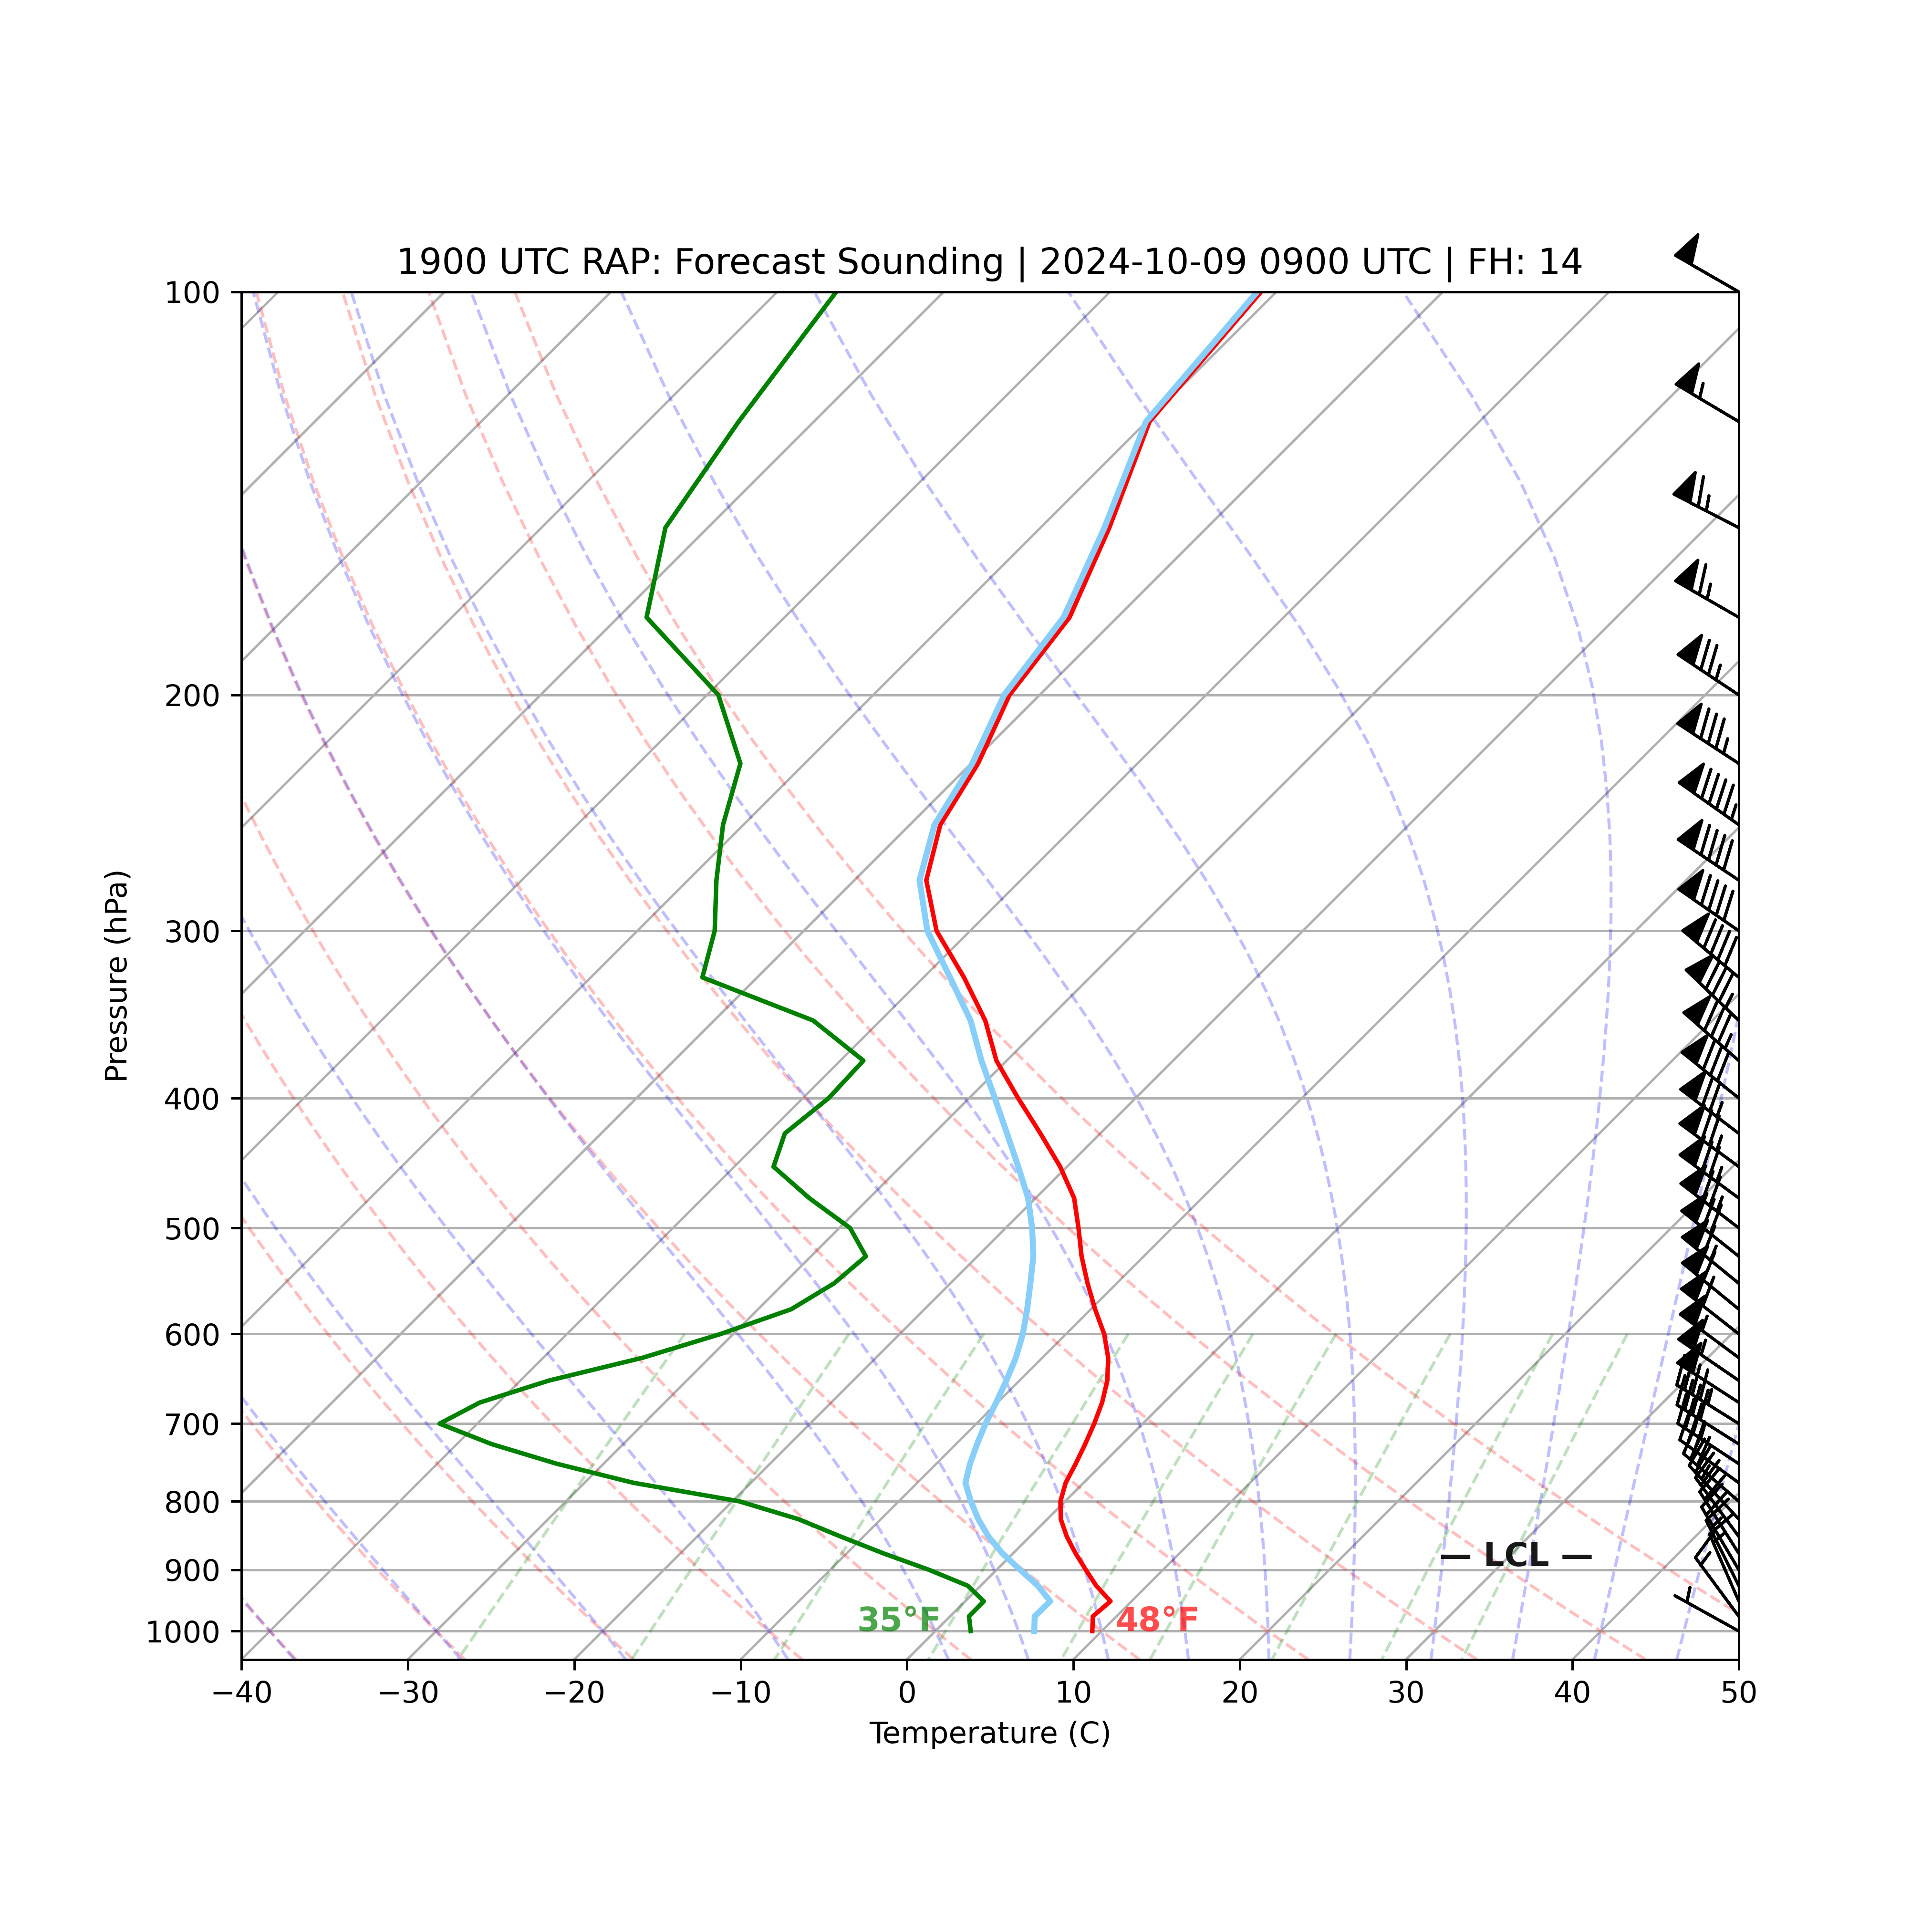 1900 UTC RAP: Forecast Sounding | 2024-10-09 0900 UTC | FH: 14
100
200
300
400
500
600
700
800
900
1000
Pressure (hPa)
— LCL —
35°F
48°F
−40 −30 −20 −10 0 10 20 30 40 50
Temperature (C)